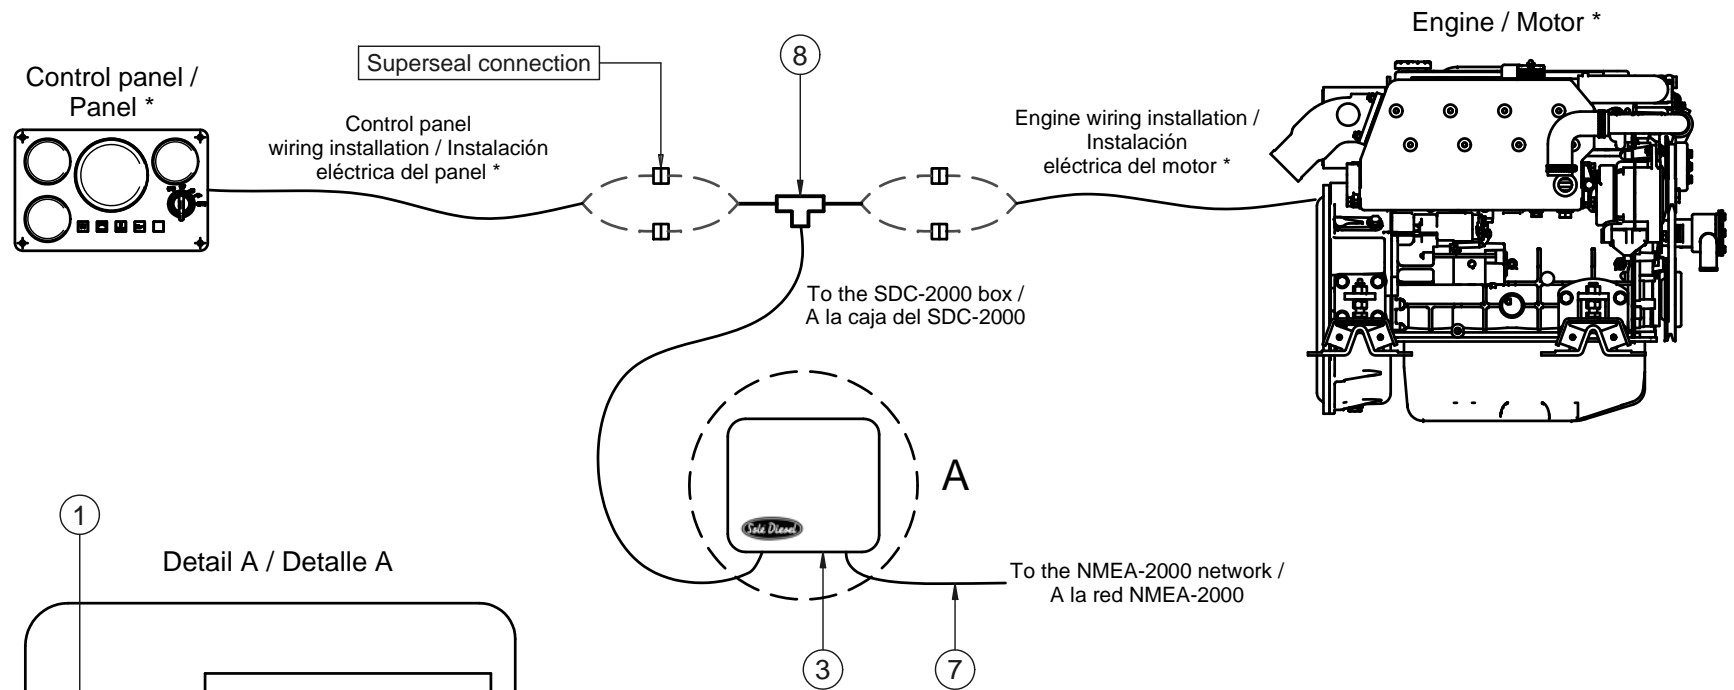 Engine / Motor *
8
Superseal connection
Control panel /
Panel *
Control panel
wiring installation / Instalación
eléctrica del panel *
Engine wiring installation /
Instalación
eléctrica del motor *
To the SDC-2000 box /
A la caja del SDC-2000
A
Solé Diesel
1
Detail A / Detalle A
To the NMEA-2000 network /
A la red NMEA-2000
3
7